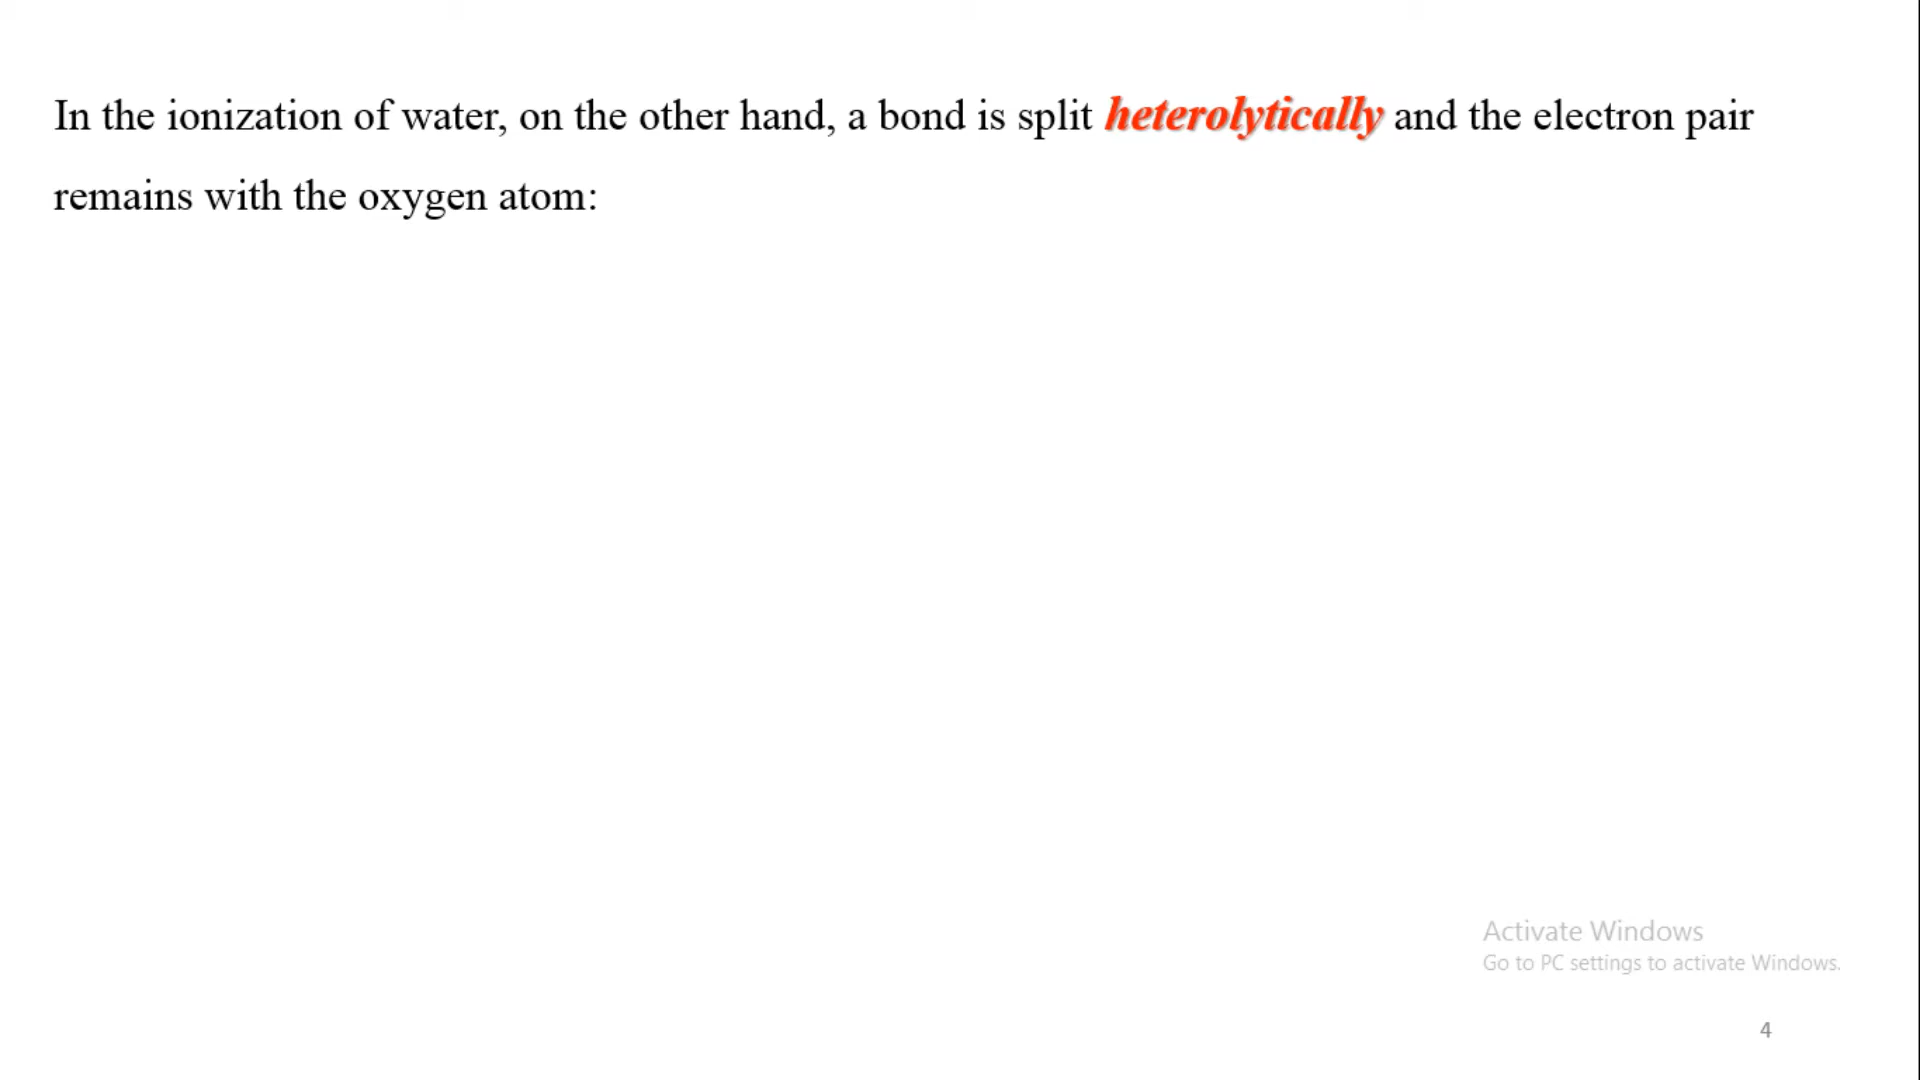 In the ionization of water, on the other hand, a bond is split heterolytically and the electron pair
remains with the oxygen atom:
Activate Windows
Go to PC settings to activate Windows.
4